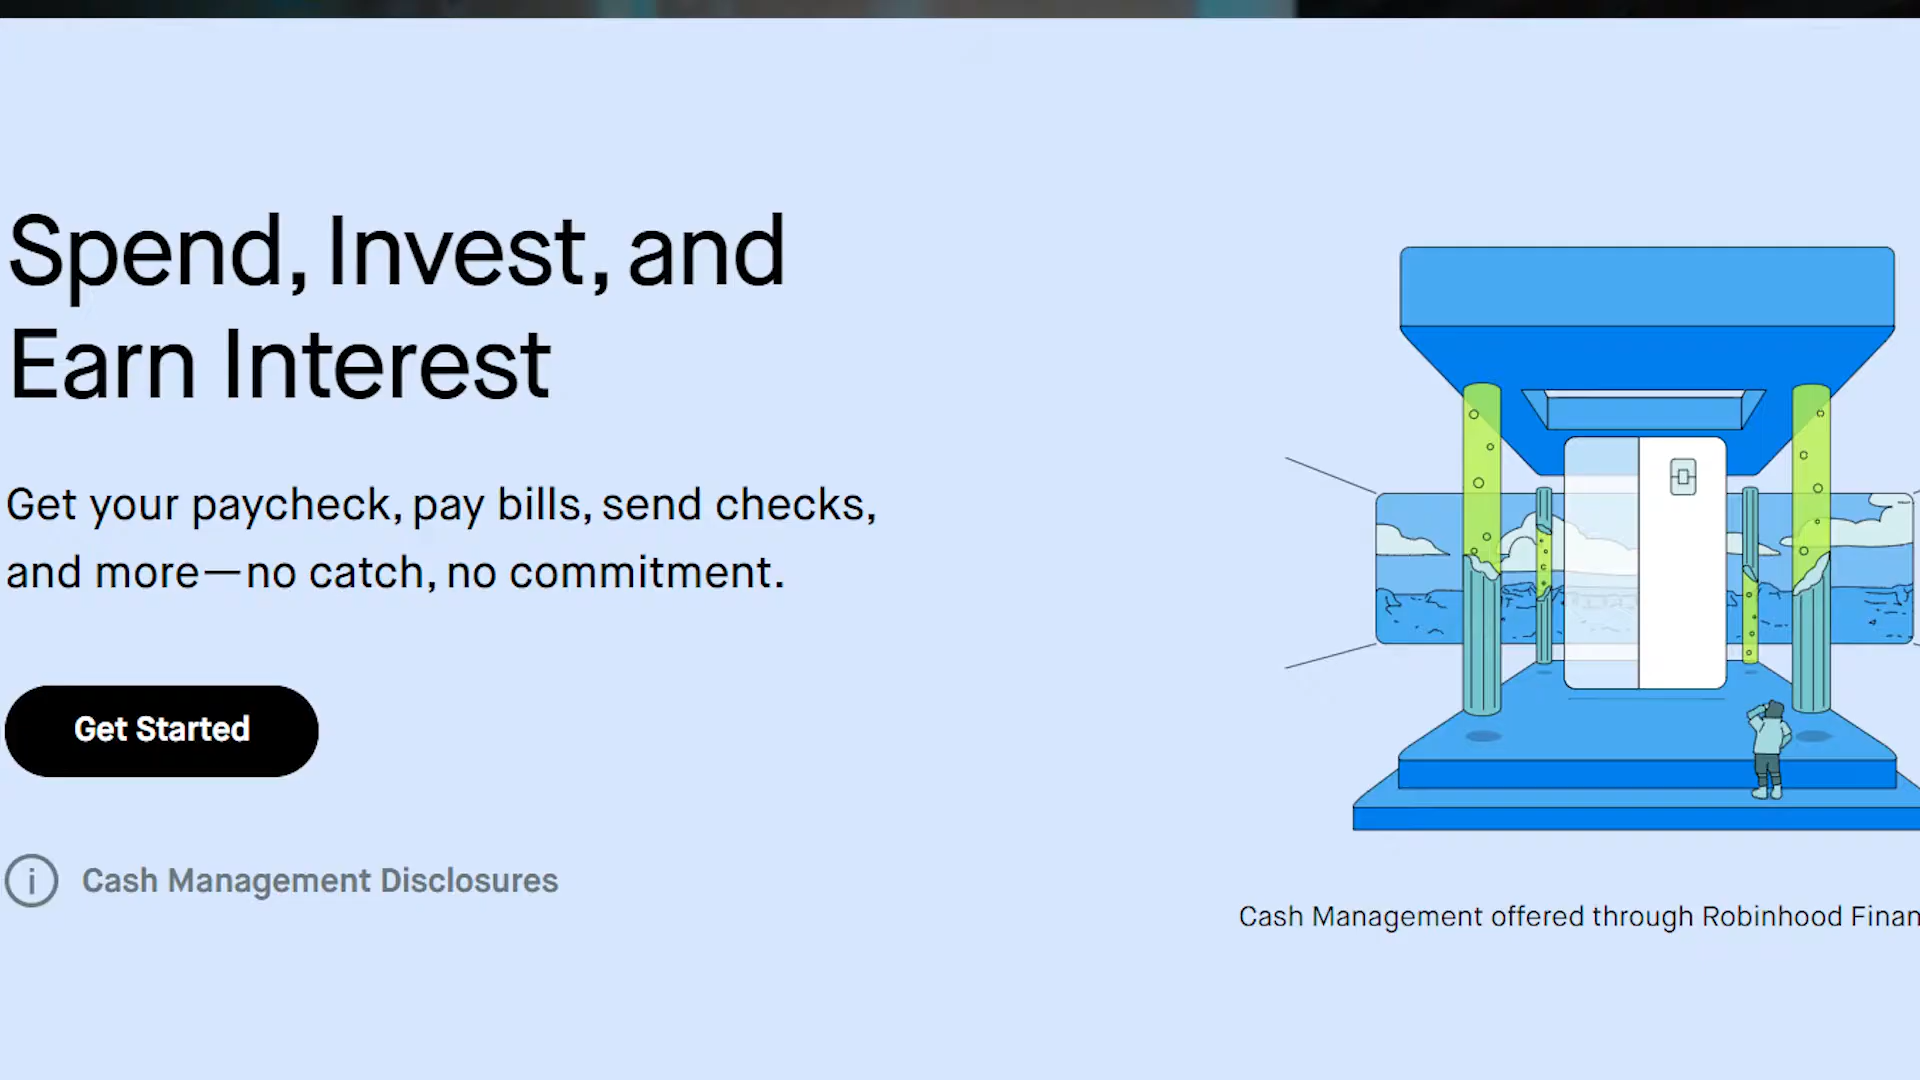 Spend, Invest, and
Earn Interest
Get your paycheck, pay bills, send checks,
and more—no catch, no commitment.
Get Started
Cash Management Disclosures
Cash Management offered through Robinhood Finan